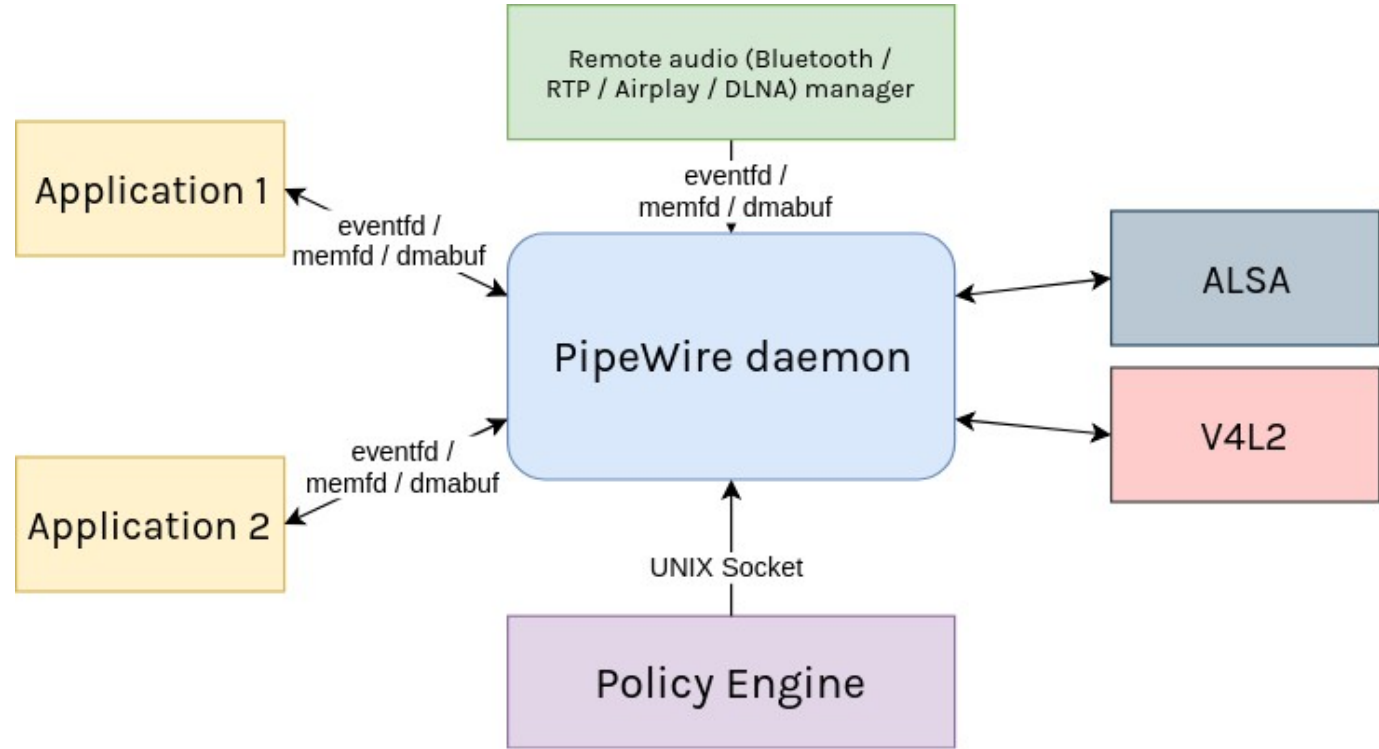 Remote audio (Bluetooth /
RTP / Airplay / DLNA) manager
eventfd /
memfd / dmabuf
Application 1
eventfd /
memfd / dmabuf
ALSA
PipeWire daemon
V4L2
eventfd /
memfd / dmabuf
Application 2
UNIX Socket
Policy Engine